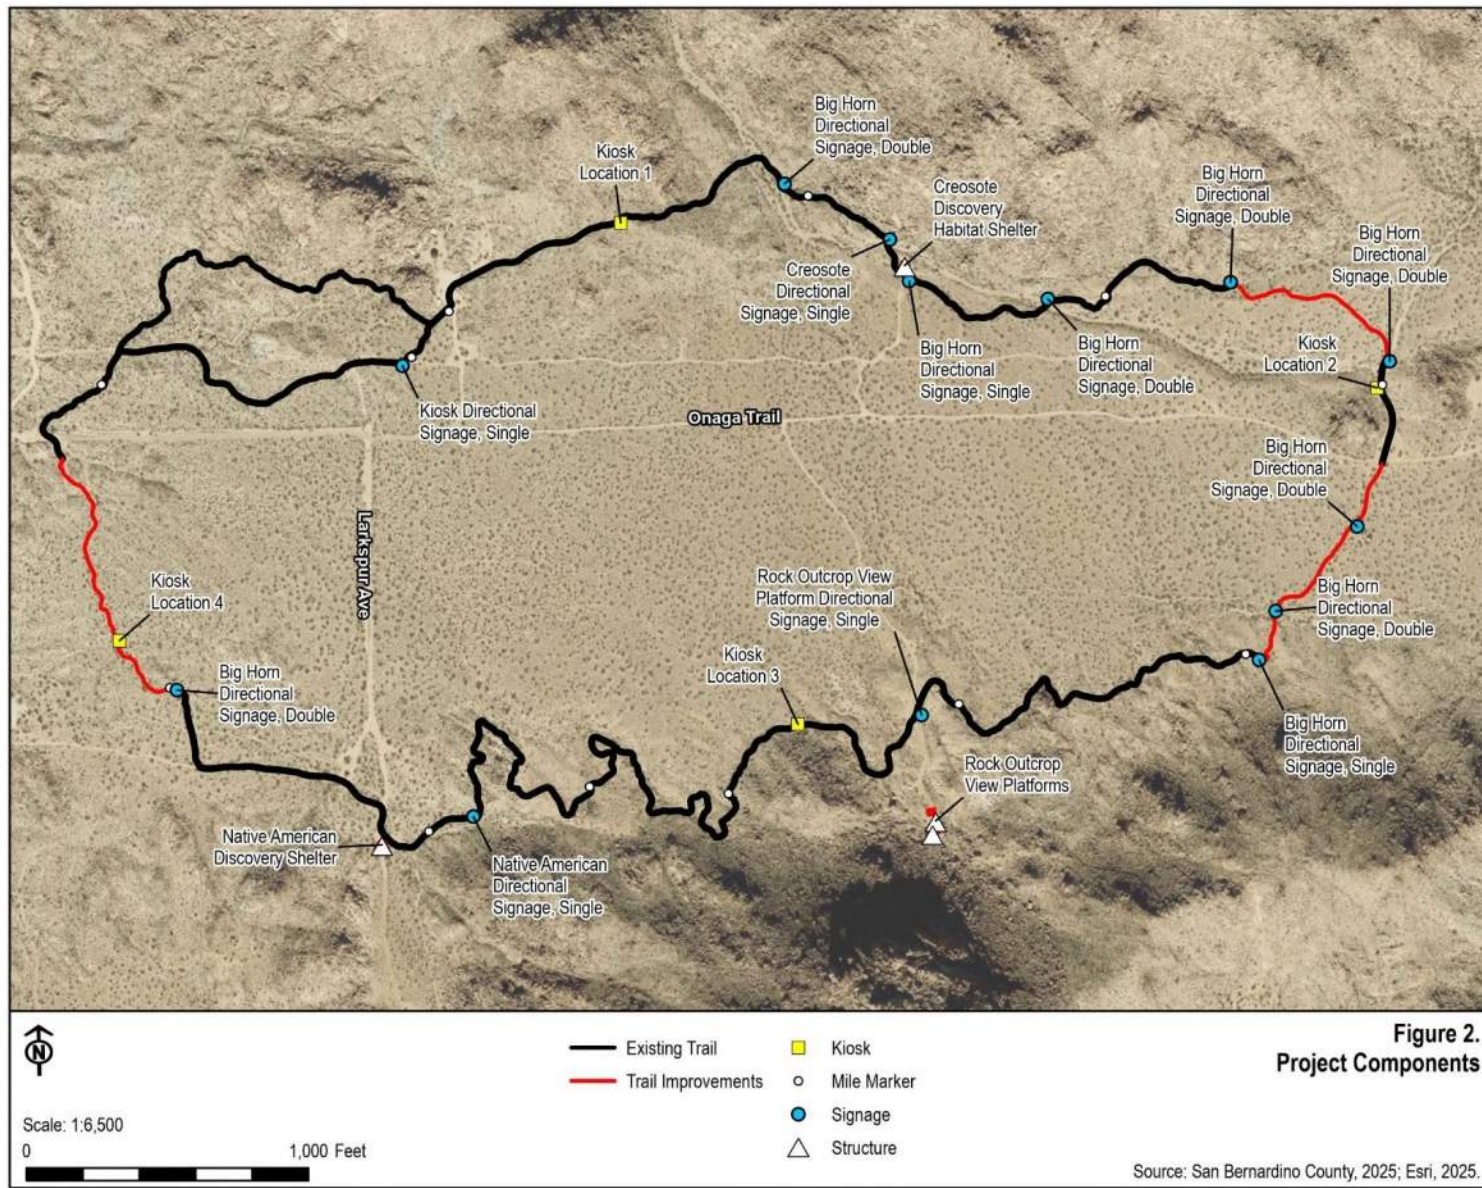 Big Horn
Directional
Signage, Double
Kiosk
Location 1
Creosote
Discovery
Habitat Shelter
Big Horn
Directional
Signage, Double
Big Horn
Directional
Signage, Double
Creosote
Directional
Signage, Single
Big Horn
Directional
Signage, Single
Big Horn
Directional
Signage, Double
Kiosk
Location 2
Kiosk Directional
Signage, Single
Onaga Trail
Big Horn
Directional
Signage, Double
Larkspur Ave
Kiosk
Location 4
Rock Outcrop View
Platform Directional
Signage, Single
Big Horn
Directional
Signage, Double
Kiosk
Location 3
Big Horn
Directional
Signage, Double
Big Horn
Directional
Signage, Single
Rock Outcrop
View Platforms
Native American
Discovery Shelter
Native American
Directional
Signage, Single
N
Scale: 1:6,500
0 1,000 Feet
Existing Trail
Trail Improvements
Kiosk
Mile Marker
Signage
Structure
Figure 2.
Project Components
Source: San Bernardino County, 2025; Esri, 2025.